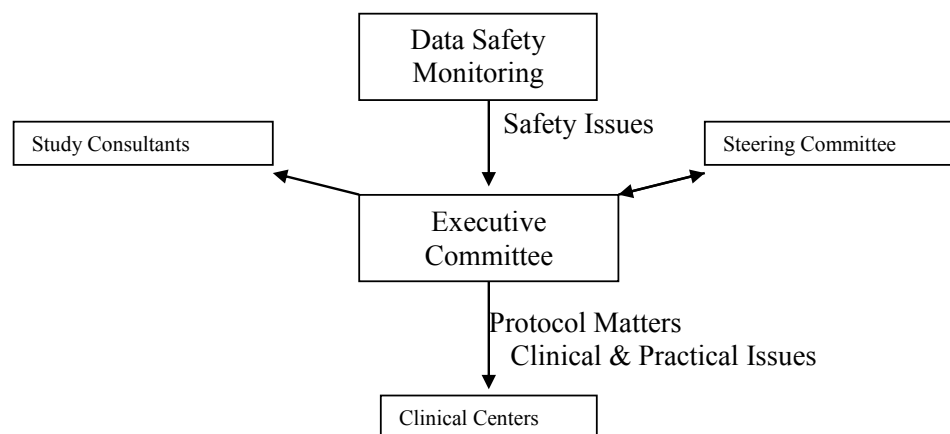 Data Safety
Monitoring
Safety Issues
Study Consultants
Steering Committee
Executive
Committee
Protocol Matters
Clinical & Practical Issues
Clinical Centers